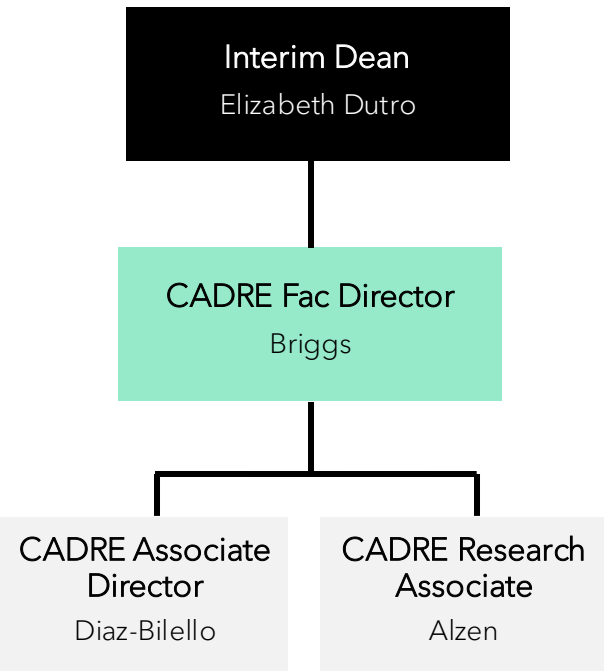 Interim Dean
Elizabeth Dutro
CADRE Fac Director
Briggs
CADRE Associate
Director
Diaz-Bilello
CADRE Research
Associate
Alzen